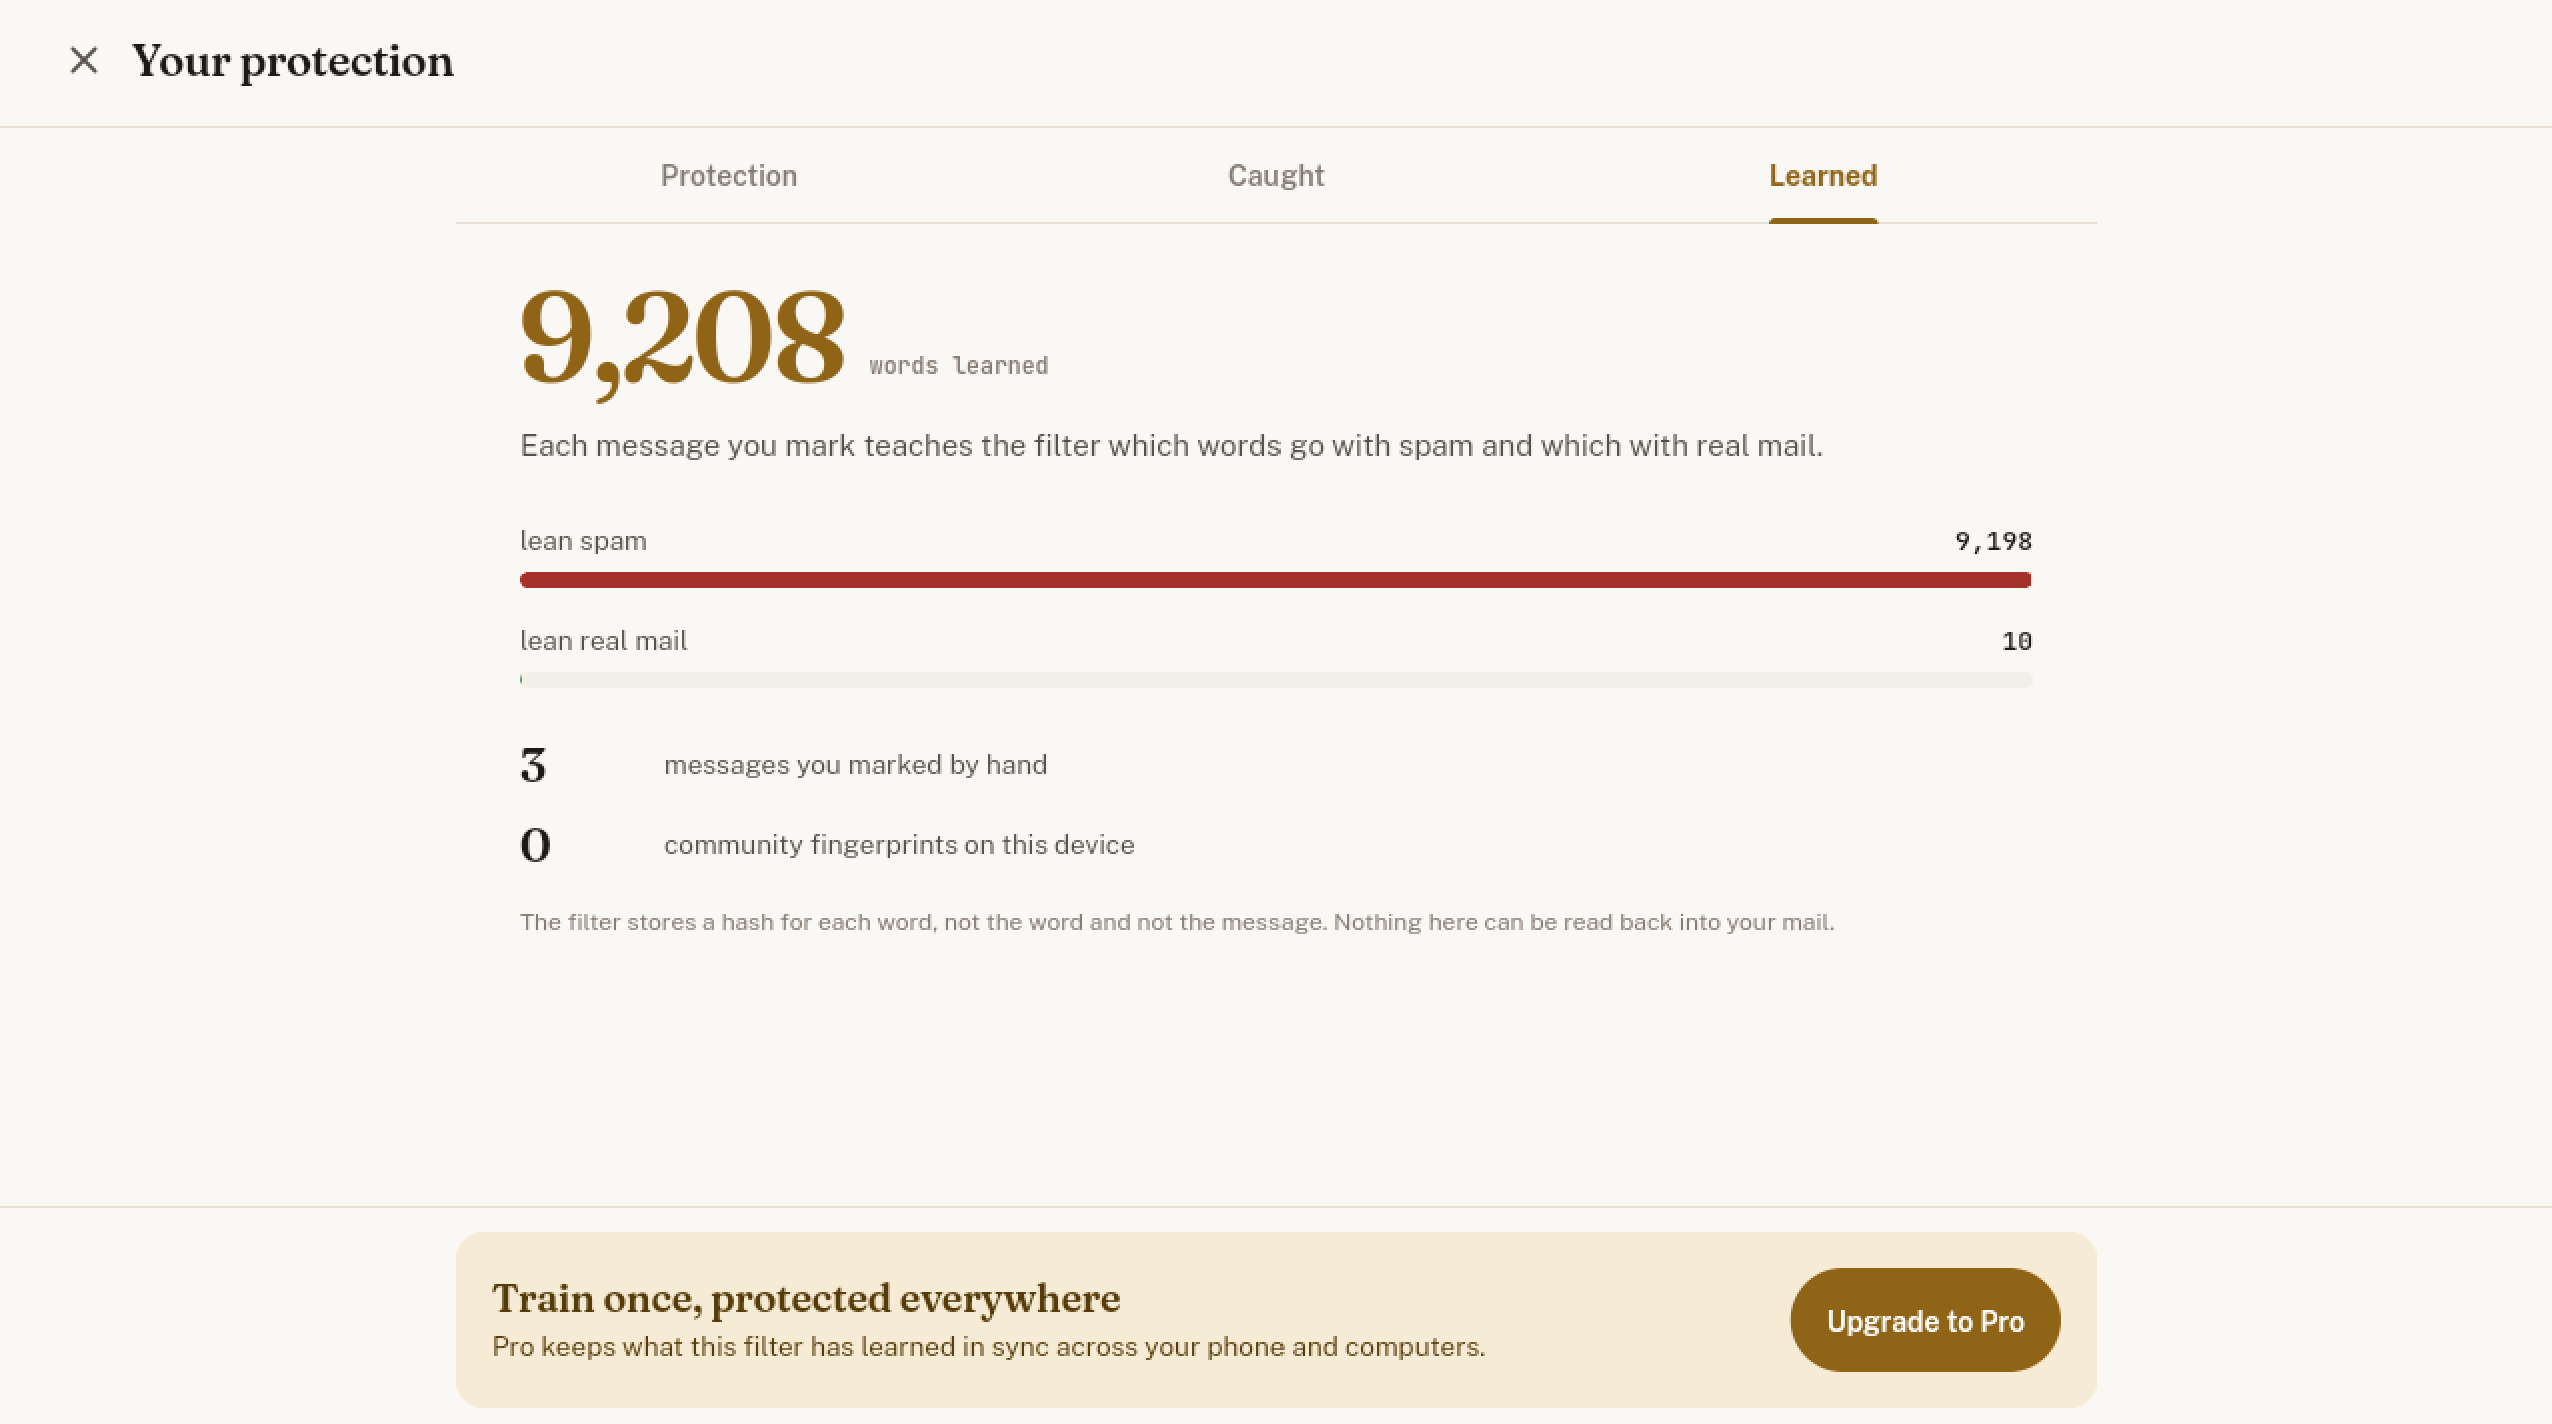 Your protection
Protection
Caught
Learned
9,208 words learned
Each message you mark teaches the filter which words go with spam and which with real mail.
lean spam 9,198
lean real mail 10
3 messages you marked by hand
0 community fingerprints on this device
The filter stores a hash for each word, not the word and not the message. Nothing here can be read back into your mail.
Train once, protected everywhere
Pro keeps what this filter has learned in sync across your phone and computers.
Upgrade to Pro